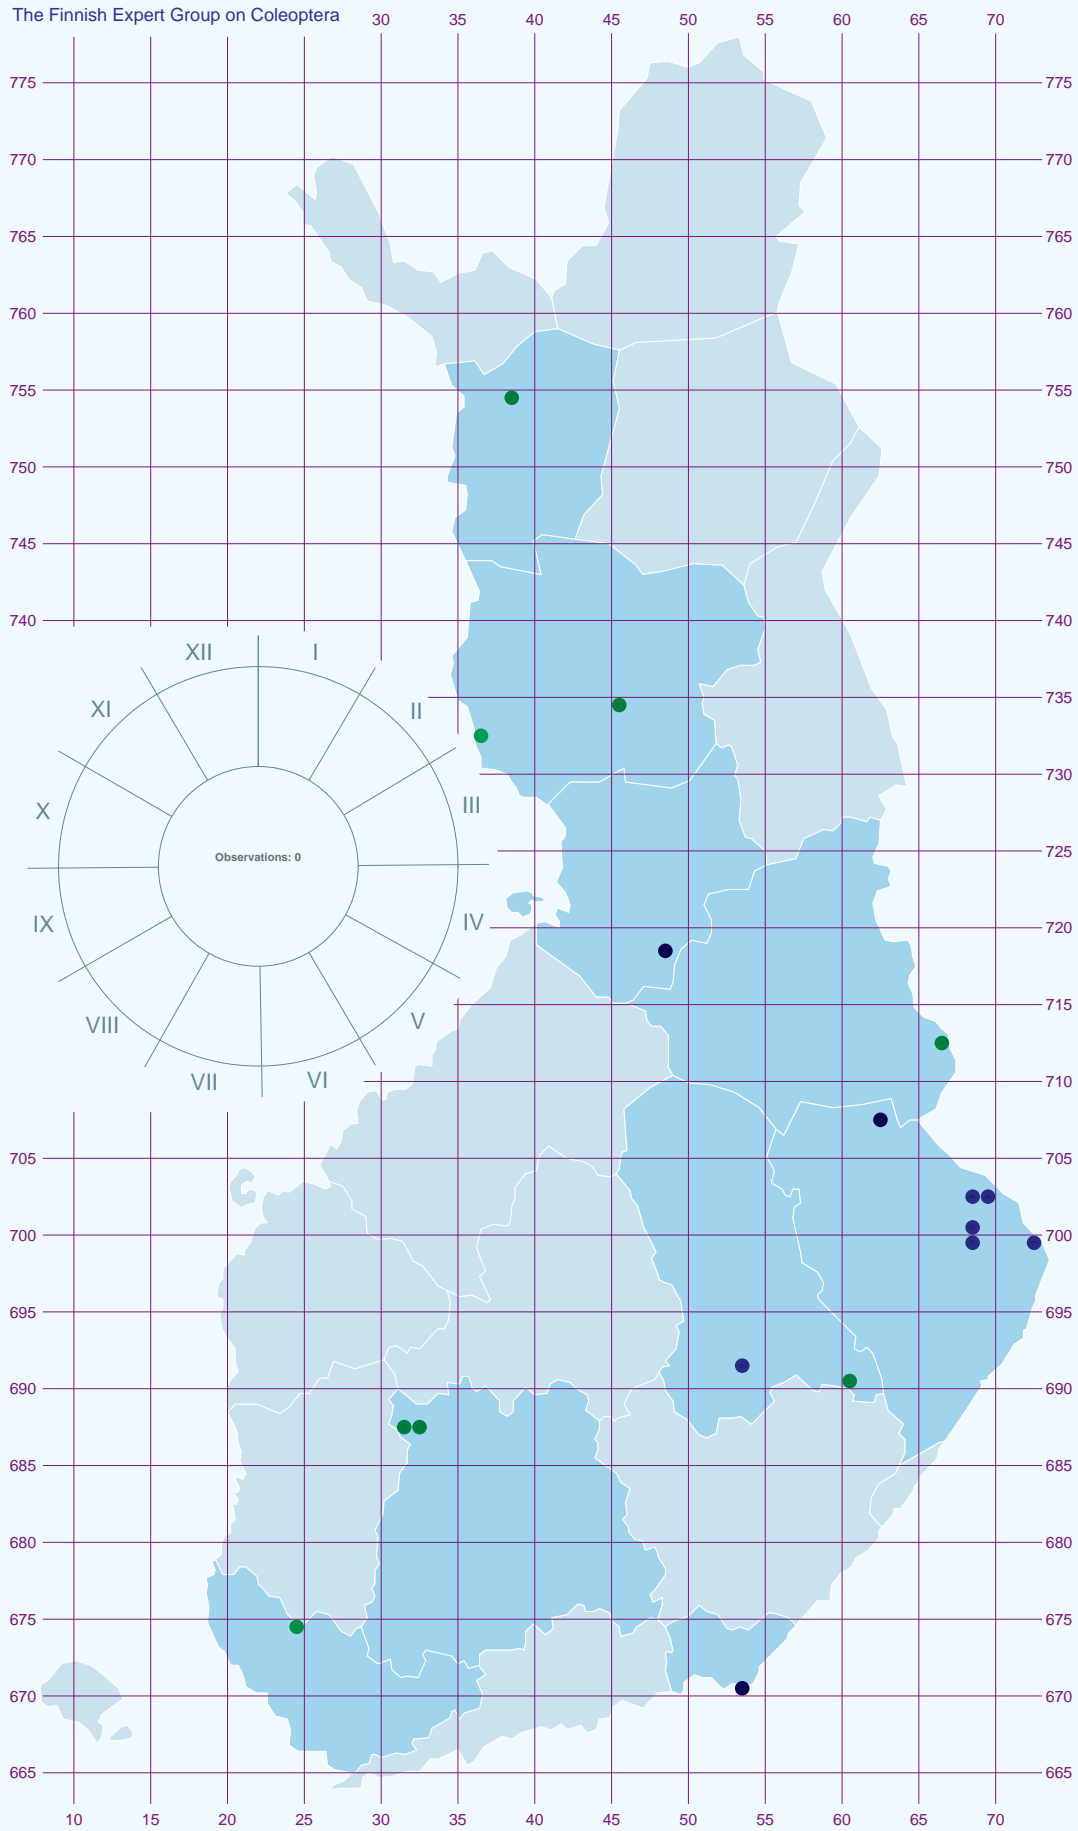 The Finnish Expert Group on Coleoptera
30 35 40 45 50 55 60 65 70
775 775
770 770
765 765
760 760
755 755
750 750
745 745
740 740
XII I
XI II
735
730
X III
725
Observations: 0
IX IV
720
715
VIII V
VII VI
710
705 705
700 700
695 695
690 690
685 685
680 680
675 675
670 670
665 665
10 15 20 25 30 35 40 45 50 55 60 65 70